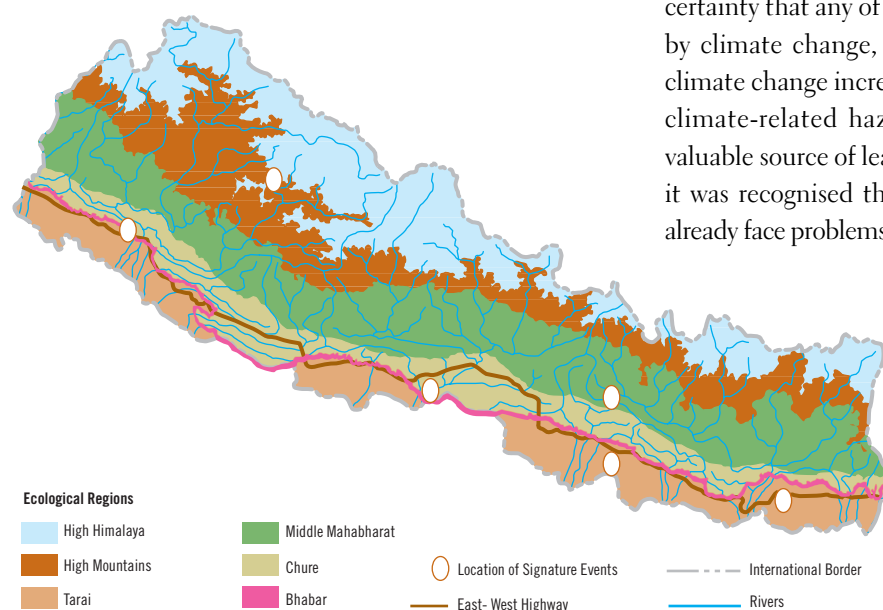 certainty that any of
by climate change,
climate change incre
climate-related haz
valuable source of lea
it was recognised th
already face problems
Ecological Regions
High Himalaya
High Mountains
Tarai
Middle Mahabharat
Chure
Bhabar
Location of Signature Events
East- West Highway
International Border
Rivers